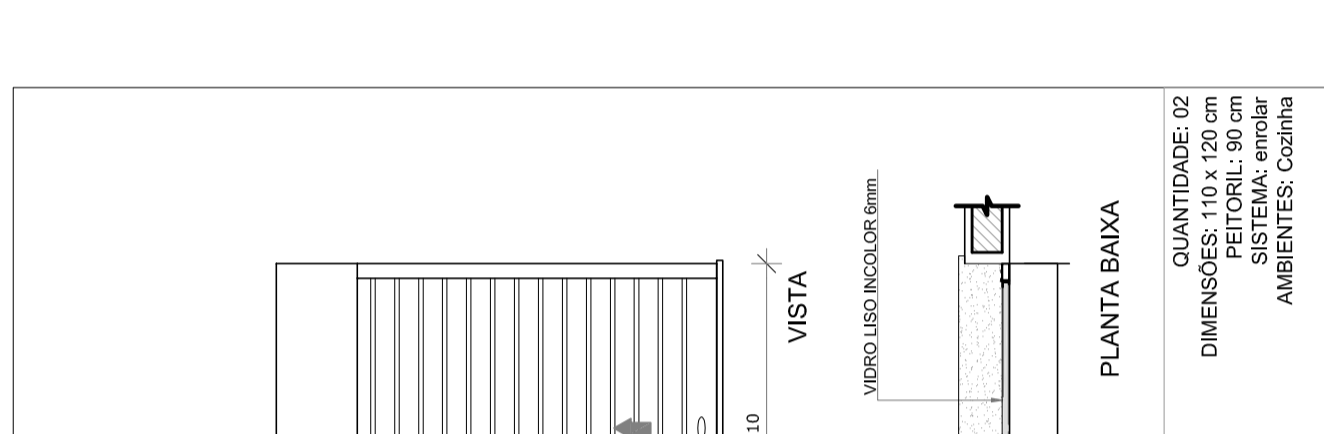 QUANTIDADE: 02
DIMENSÕES: 110 x 120 cm
PEITORIL: 90 cm
SISTEMA: enrolar
AMBIENTES: Cozinha
PLANTA BAIXA
VIDRO LISO INCOLOR 6mm
VISTA
10